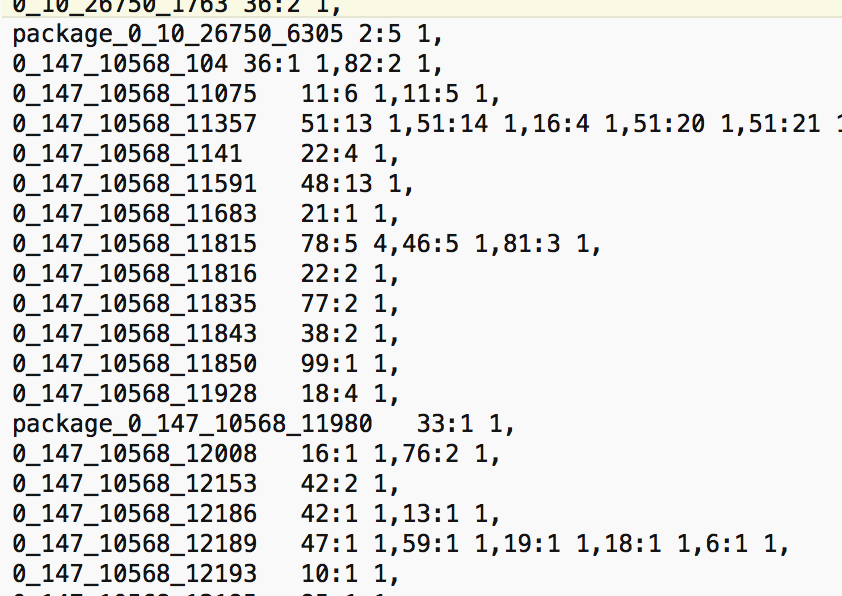 0_10_26750_1763 36:2 1,
package_0_10_26750_6305 2:5 1,
0_147_10568_104 36:1 1,82:2 1,
0_147_10568_11075   11:6 1,11:5 1,
0_147_10568_11357   51:13 1,51:14 1,16:4 1,51:20 1,51:21 1
0_147_10568_1141    22:4 1,
0_147_10568_11591   48:13 1,
0_147_10568_11683   21:1 1,
0_147_10568_11815   78:5 4,46:5 1,81:3 1,
0_147_10568_11816   22:2 1,
0_147_10568_11835   77:2 1,
0_147_10568_11843   38:2 1,
0_147_10568_11850   99:1 1,
0_147_10568_11928   18:4 1,
package_0_147_10568_11980   33:1 1,
0_147_10568_12008   16:1 1,76:2 1,
0_147_10568_12153   42:2 1,
0_147_10568_12186   42:1 1,13:1 1,
0_147_10568_12189   47:1 1,59:1 1,19:1 1,18:1 1,6:1 1,
0_147_10568_12193   10:1 1,